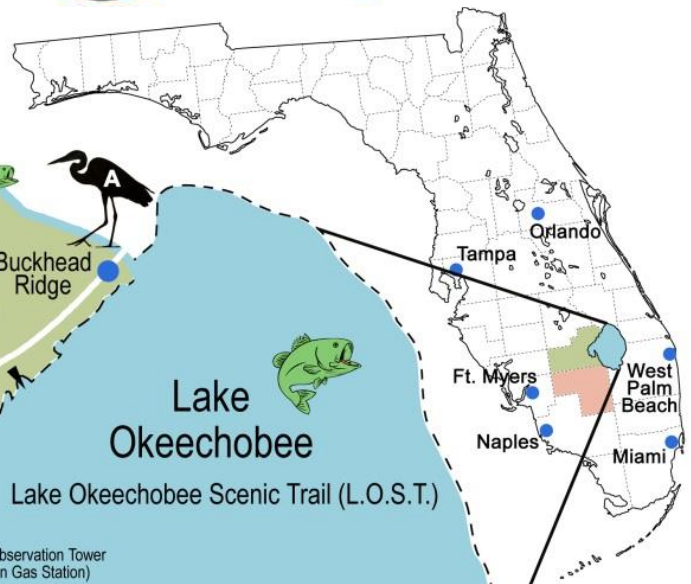 A
Buckhead
Ridge
Orlando
Tampa
Ft. Myers
West
Palm
Beach
Naples
Miami
Lake
Okeechobee
Lake Okeechobee Scenic Trail (L.O.S.T.)
bservation Tower
n Gas Station)